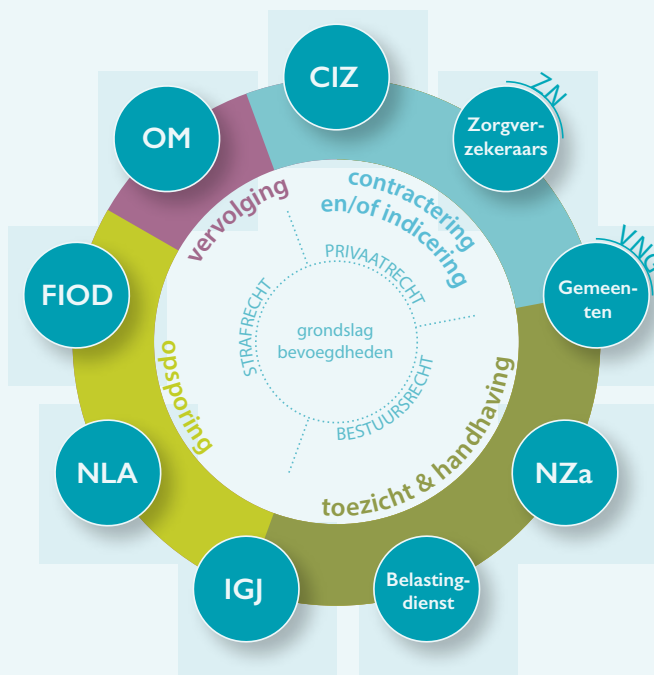 CIZ
ZN
Zorgver-
zekeraars
VNG
Gemeen-
ten
NZa
Belasting-
dienst
IGJ
NLA
FIOD
OM
vervolging
contractering
en/of indicering
toezicht & handhaving
opsporing
PRIVAATRECHT
BESTUURSRECHT
STRAFRECHT
grondslag
bevoegdheden